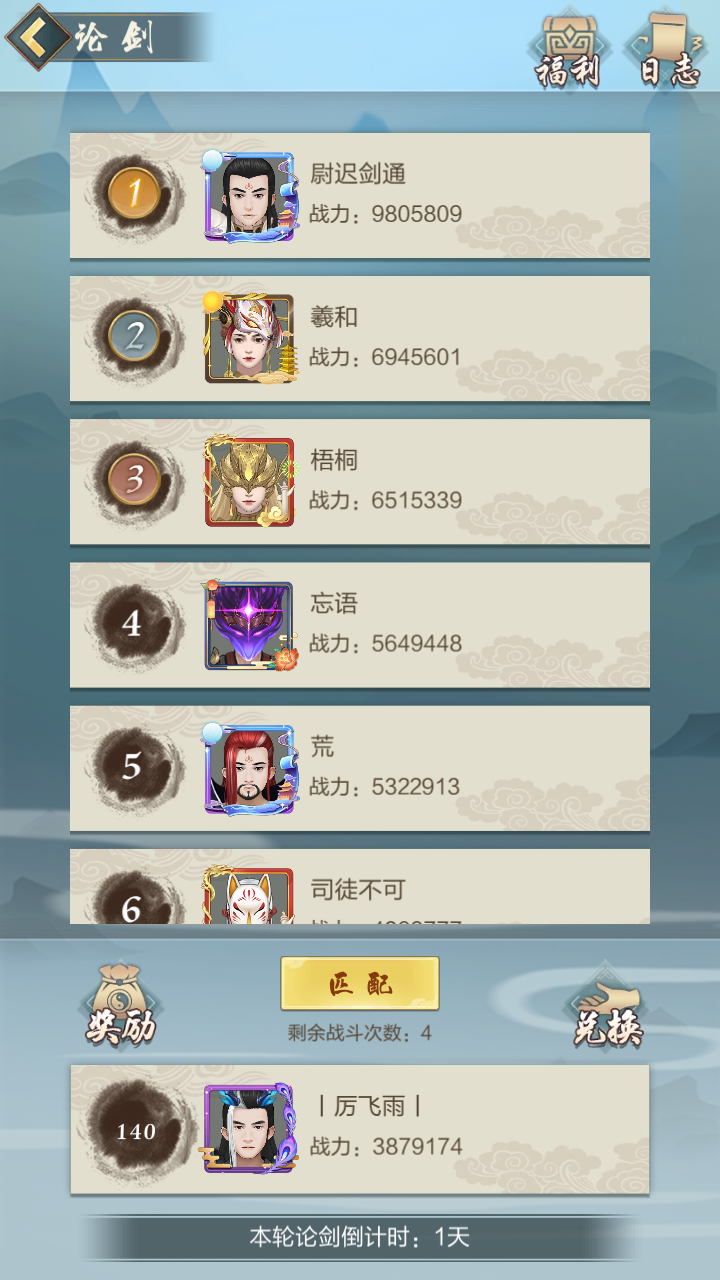 论剑
福利
日志
1
尉迟剑通
战力：9805809
2
羲和
战力：6945601
3
梧桐
战力：6515339
4
忘语
战力：5649448
5
荒
战力：5322913
6
司徒不可
匹配
剩余战斗次数：4
奖励
兑换
140
丨厉飞雨丨
战力：3879174
本轮论剑倒计时：1天